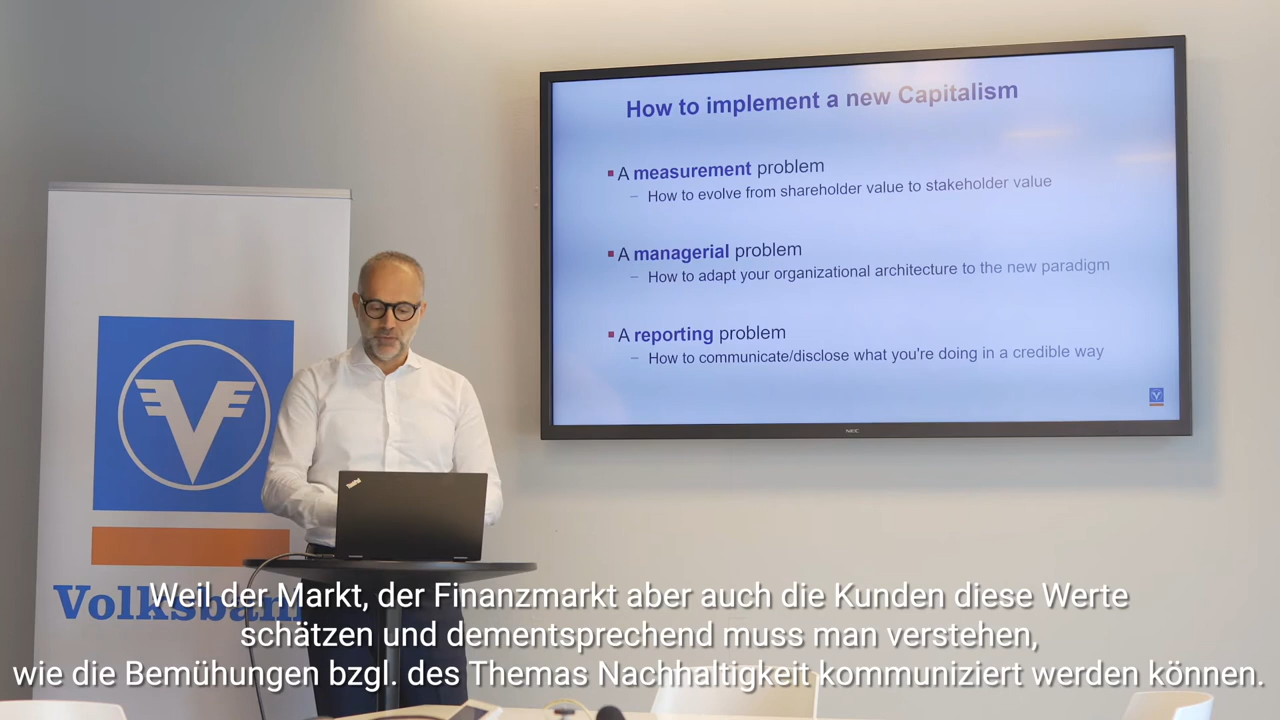 How to implement a new Capitalism
A measurement problem
– How to evolve from shareholder value to stakeholder value
A managerial problem
– How to adapt your organizational architecture to the new paradigm
A reporting problem
– How to communicate/disclose what you're doing in a credible way
NEC
Volksbank
Weil der Markt, der Finanzmarkt aber auch die Kunden diese Werte
schätzen und dementsprechend muss man verstehen,
wie die Bemühungen bzgl. des Themas Nachhaltigkeit kommuniziert werden können.